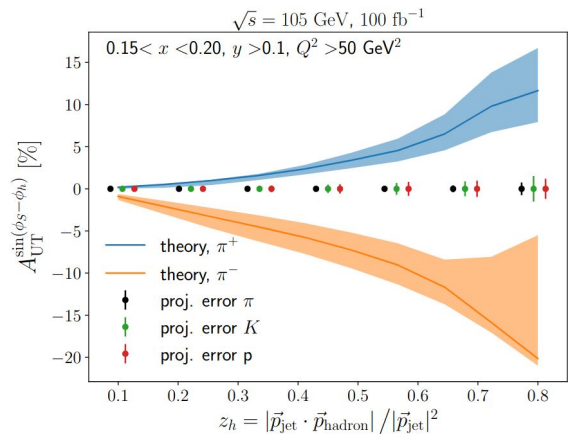 √s = 105 GeV, 100 fb⁻¹
0.15< x <0.20, y >0.1, Q² >50 GeV²
A_UT^sin(φ_S−φ_h) [%]
15
10
5
0
−5
−10
−15
−20
theory, π⁺
theory, π⁻
proj. error π
proj. error K
proj. error p
0.1 0.2 0.3 0.4 0.5 0.6 0.7 0.8
z_h = |p⃗_jet · p⃗_hadron| /|p⃗_jet|²